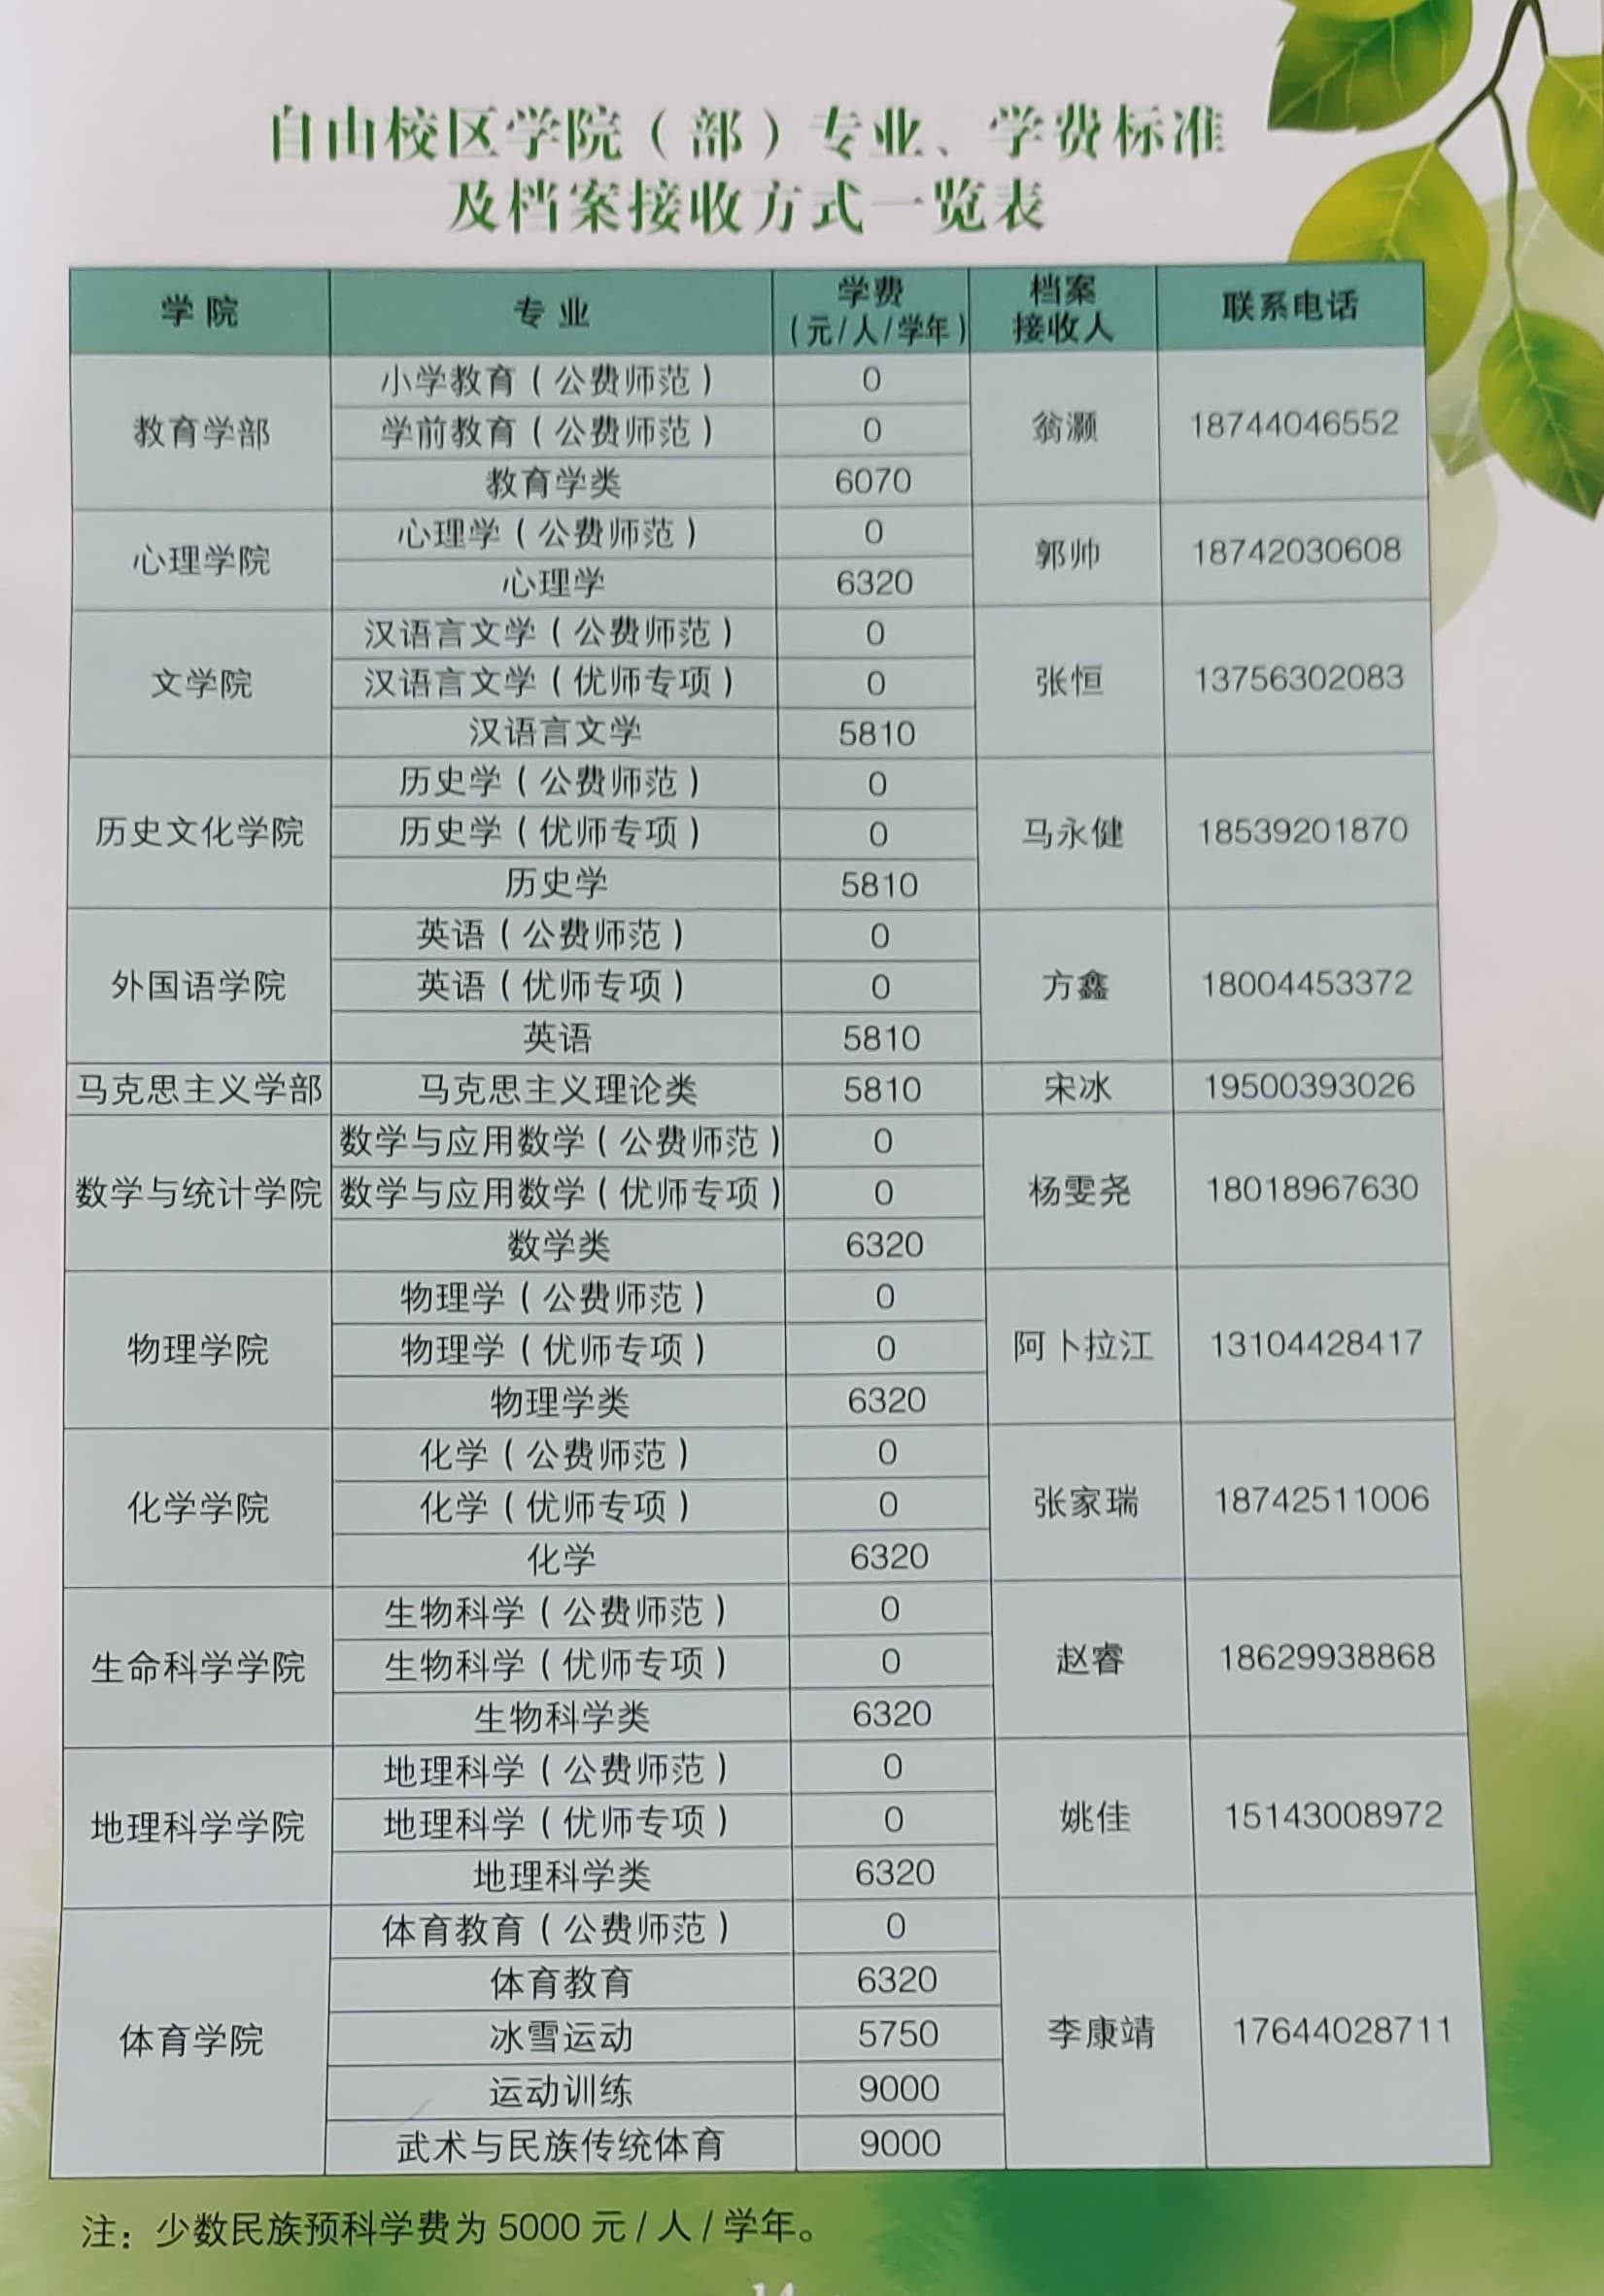 自由校区学院（部）专业、学费标准
及档案接收方式一览表
学院 专业 学费（元/人/学年） 档案接收人 联系电话
教育学部 小学教育（公费师范） 0 翁灏 18744046552
学前教育（公费师范） 0
教育学类 6070
心理学院 心理学（公费师范） 0 郭帅 18742030608
心理学 6320
文学院 汉语言文学（公费师范） 0 张恒 13756302083
汉语言文学（优师专项） 0
汉语言文学 5810
历史文化学院 历史学（公费师范） 0 马永健 18539201870
历史学（优师专项） 0
历史学 5810
外国语学院 英语（公费师范） 0 方鑫 18004453372
英语（优师专项） 0
英语 5810
马克思主义学部 马克思主义理论类 5810 宋冰 19500393026
数学与统计学院 数学与应用数学（公费师范） 0 杨雯尧 18018967630
数学与应用数学（优师专项） 0
数学类 6320
物理学院 物理学（公费师范） 0 阿卜拉江 13104428417
物理学（优师专项） 0
物理学类 6320
化学学院 化学（公费师范） 0 张家瑞 18742511006
化学（优师专项） 0
化学 6320
生命科学学院 生物科学（公费师范） 0 赵睿 18629938868
生物科学（优师专项） 0
生物科学类 6320
地理科学学院 地理科学（公费师范） 0 姚佳 15143008972
地理科学（优师专项） 0
地理科学类 6320
体育学院 体育教育（公费师范） 0 李康靖 17644028711
体育教育 6320
冰雪运动 5750
运动训练 9000
武术与民族传统体育 9000
注：少数民族预科学费为 5000 元 / 人 / 学年。
14